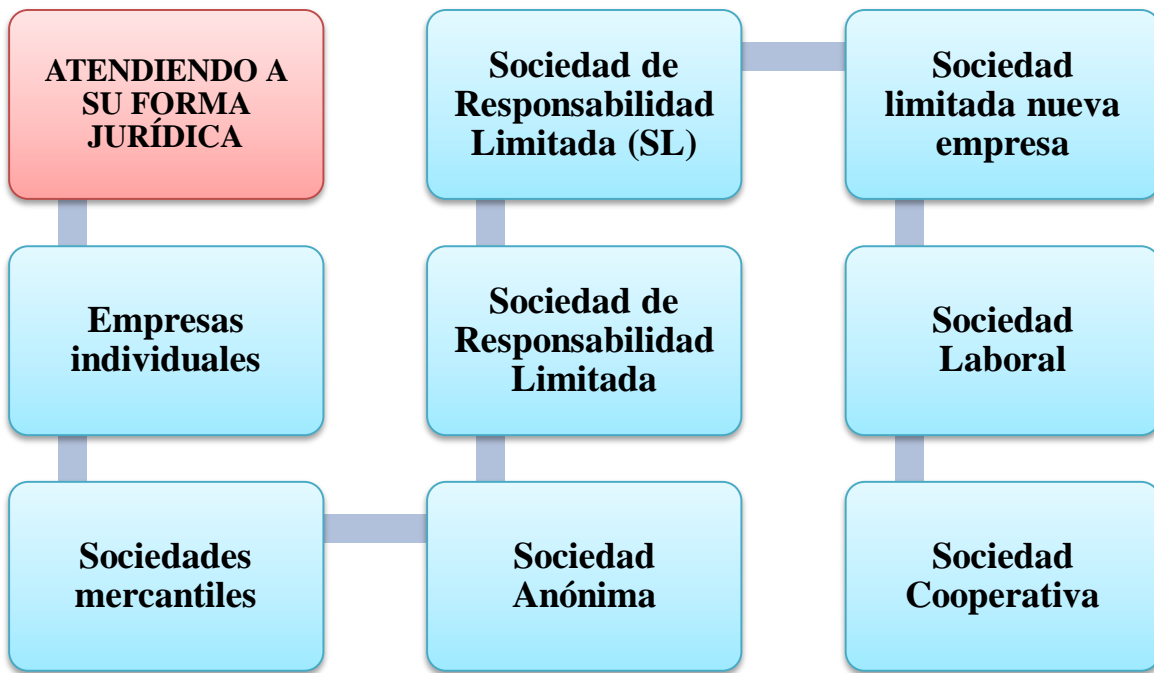 ATENDIENDO A
SU FORMA
JURÍDICA
Empresas
individuales
Sociedades
mercantiles
Sociedad
Anónima
Sociedad de
Responsabilidad
Limitada
Sociedad de
Responsabilidad
Limitada (SL)
Sociedad
limitada nueva
empresa
Sociedad
Laboral
Sociedad
Cooperativa